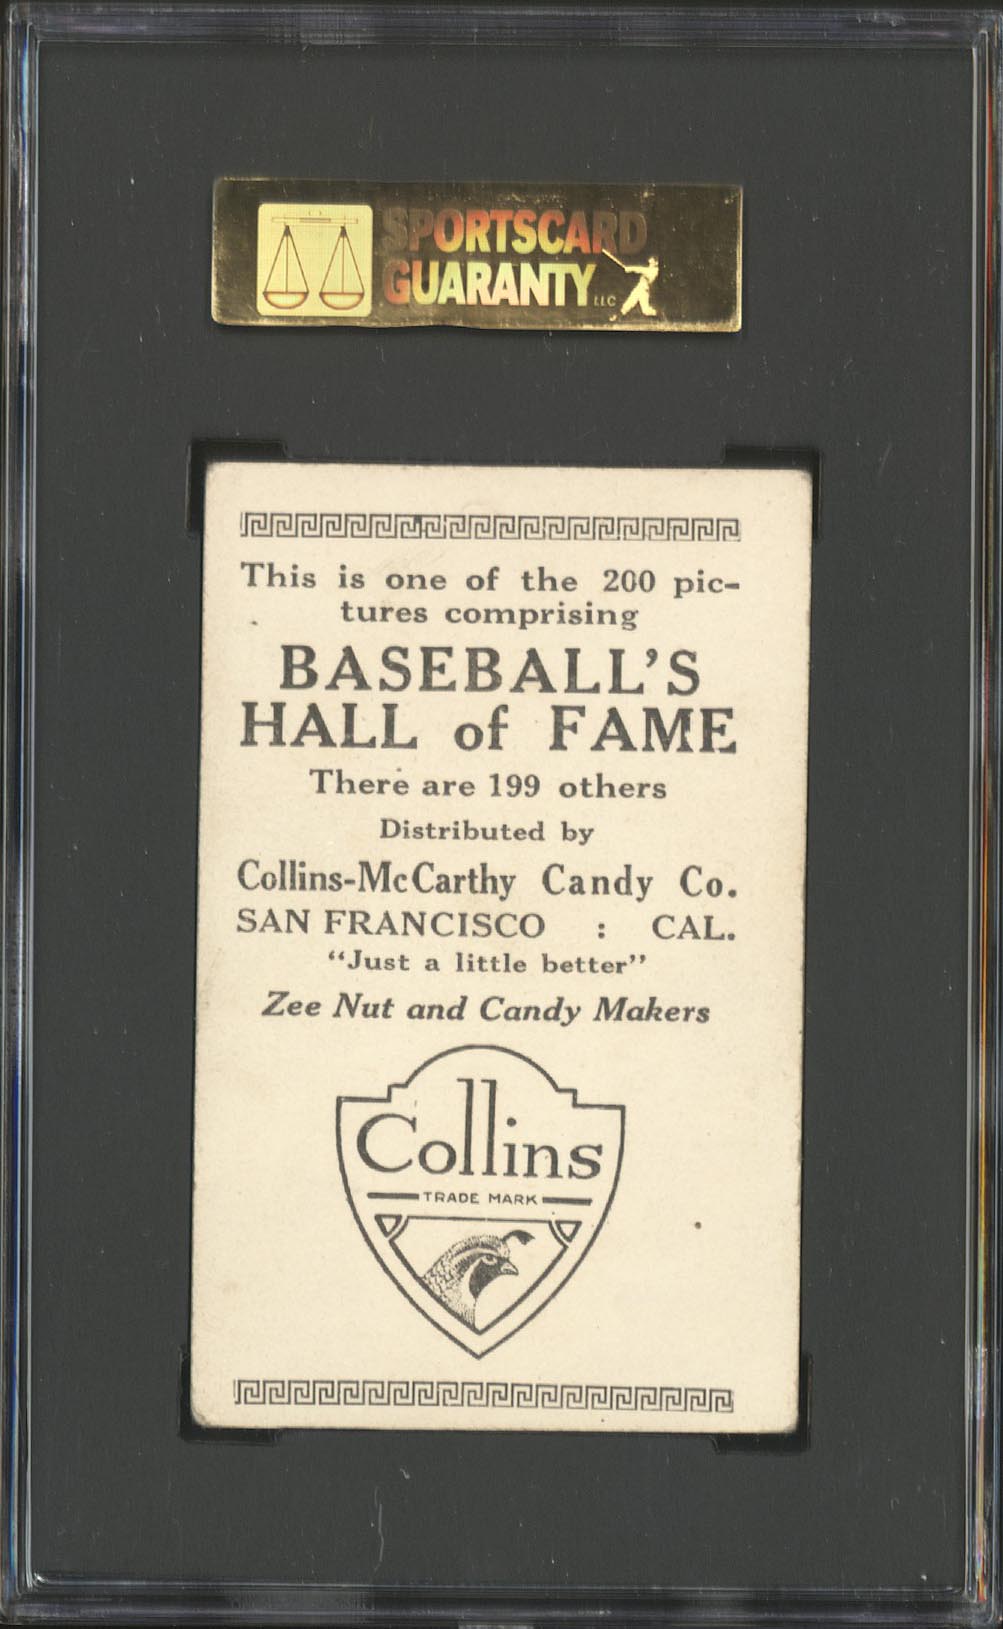 SPORTSCARD
GUARANTY LLC
This is one of the 200 pic-
tures comprising
BASEBALL'S
HALL of FAME
There are 199 others
Distributed by
Collins-McCarthy Candy Co.
SAN FRANCISCO : CAL.
"Just a little better"
Zee Nut and Candy Makers
Collins
TRADE MARK